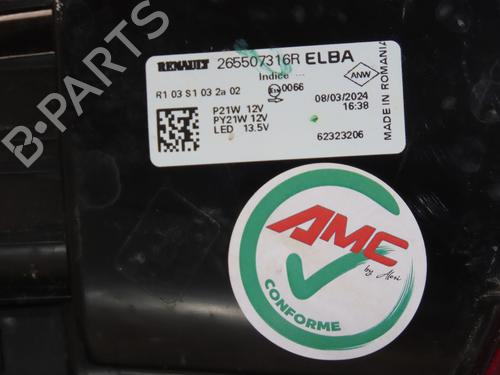 B-PARTS
RENAULT 265507316R ELBA
Indice ...
R1 03 S1 03 2a 02
0066
ANW
MADE IN ROMANIA
08/03/2024
16:38
P21W 12V
PY21W 12V
LED 13.5V
62323206
AMC
by
CONFORME